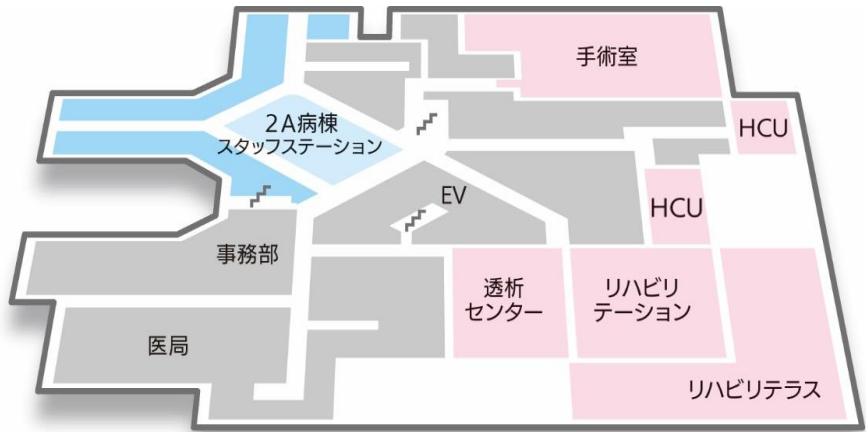 手術室
2A病棟
スタッフステーション
HCU
EV
HCU
事務部
透析
センター
リハビリ
テーション
医局
リハビリテラス